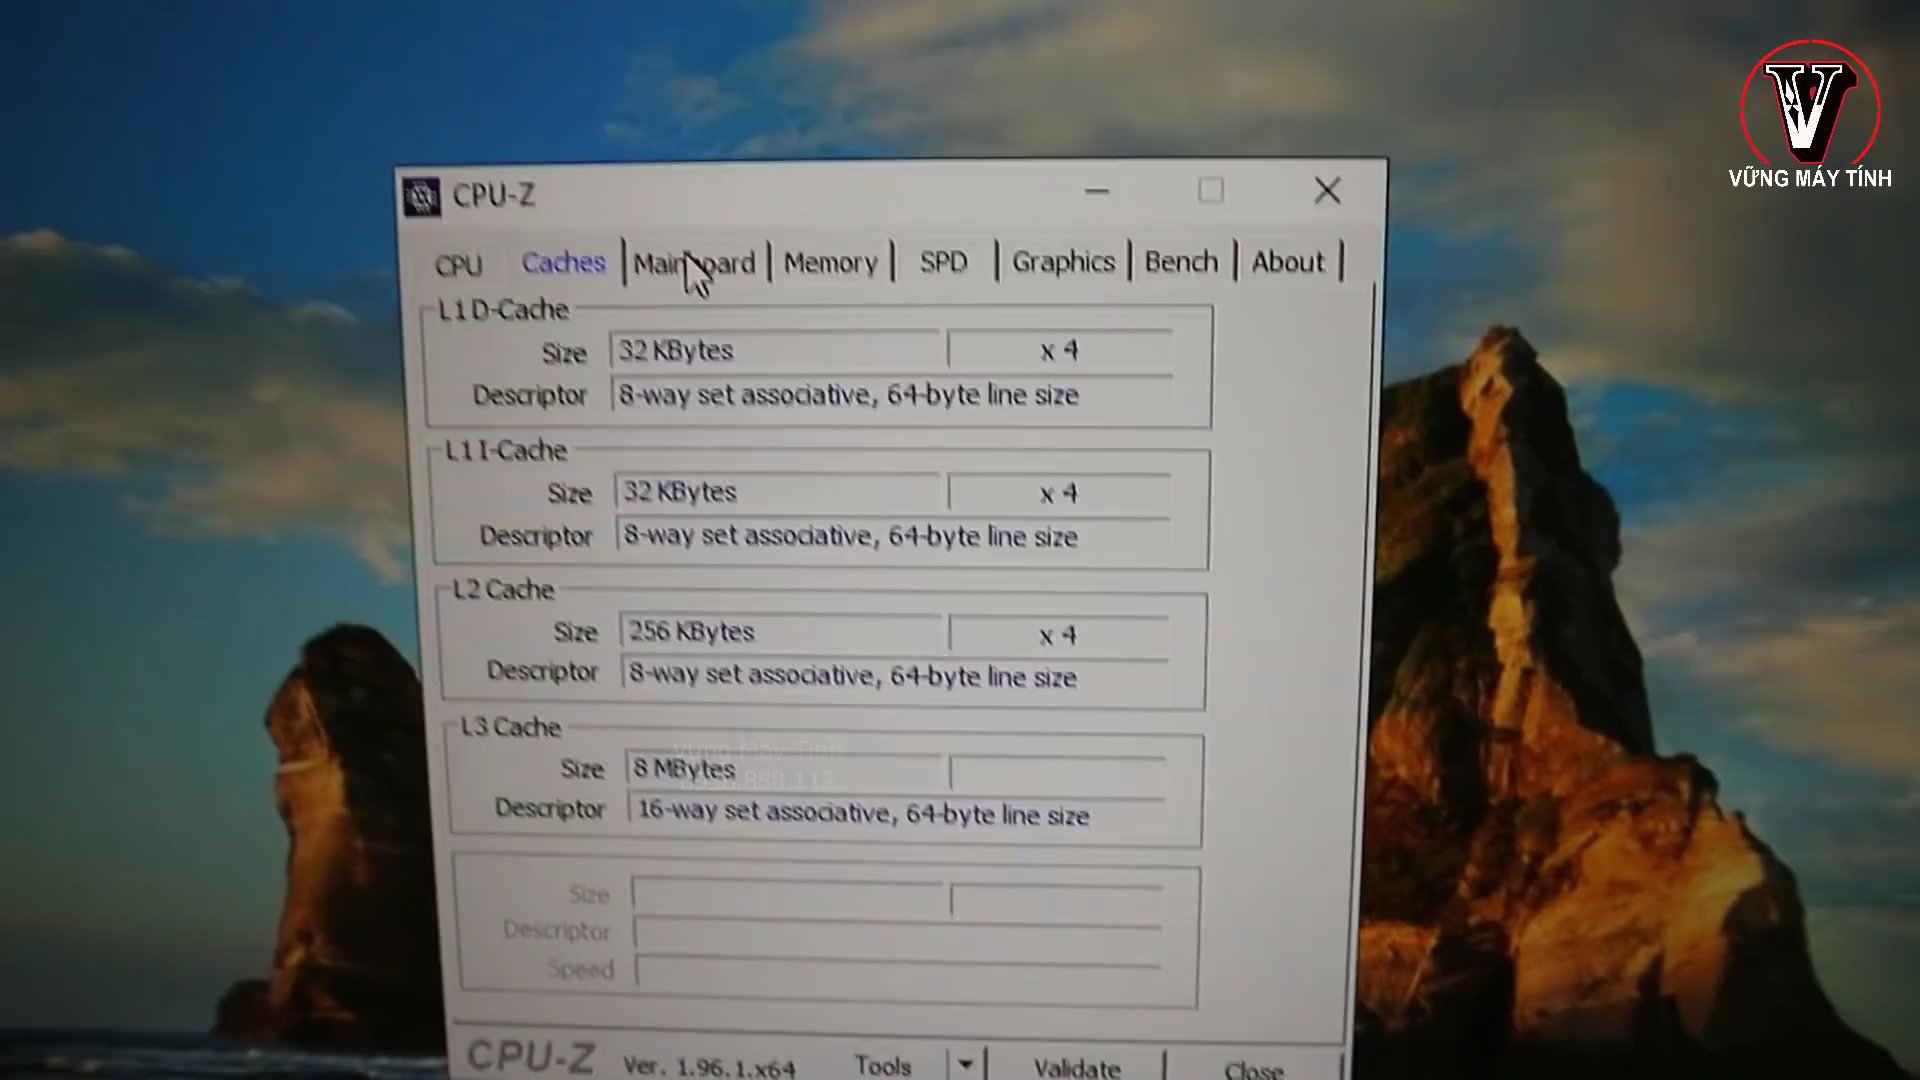 VỮNG MÁY TÍNH
CPU-Z
CPU Caches Mainboard Memory SPD Graphics Bench About
L1 D-Cache
Size 32 KBytes x 4
Descriptor 8-way set associative, 64-byte line size
L1 I-Cache
Size 32 KBytes x 4
Descriptor 8-way set associative, 64-byte line size
L2 Cache
Size 256 KBytes x 4
Descriptor 8-way set associative, 64-byte line size
L3 Cache
Vững Máy Tính
Size 8 MBytes
Descriptor 16-way set associative, 64-byte line size
Size
Descriptor
Speed
CPU-Z Ver. 1.96.1.x64 Tools Validate Close